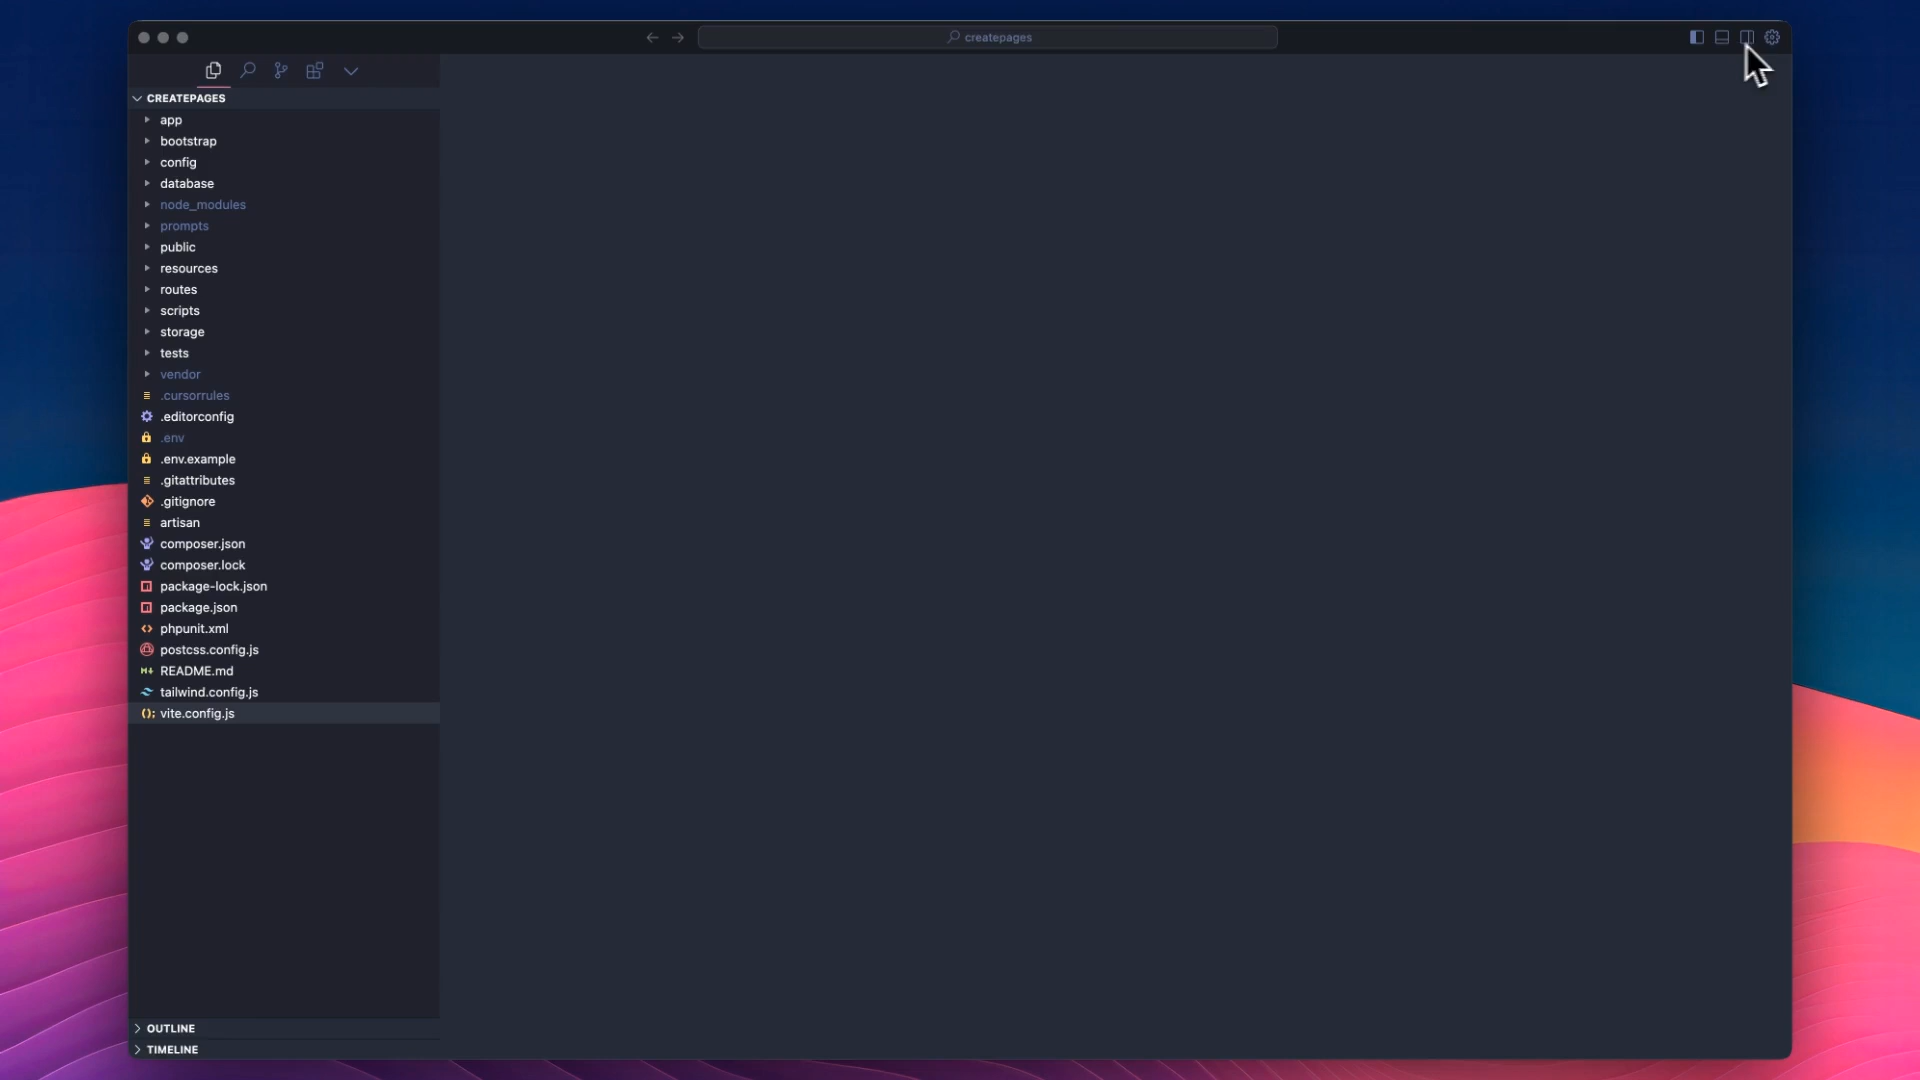 createpages
CREATEPAGES
app
bootstrap
config
database
node_modules
prompts
public
resources
routes
scripts
storage
tests
vendor
.cursorrules
.editorconfig
.env
.env.example
.gitattributes
.gitignore
artisan
composer.json
composer.lock
package-lock.json
package.json
phpunit.xml
postcss.config.js
README.md
tailwind.config.js
vite.config.js
OUTLINE
TIMELINE